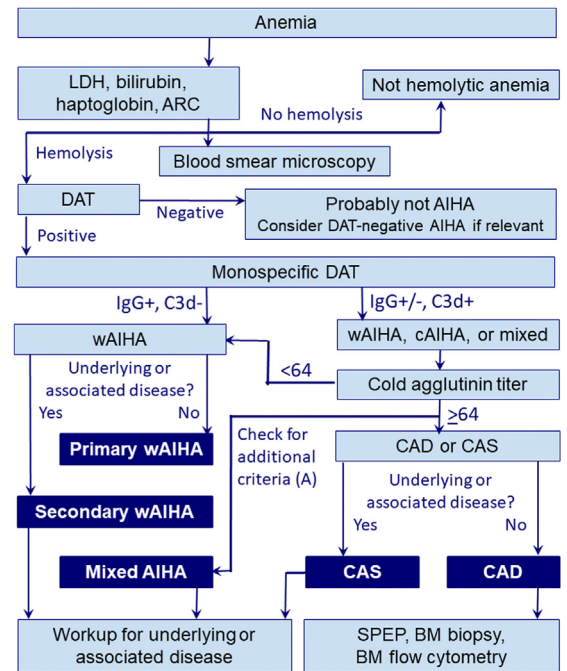 Anemia
LDH, bilirubin,
haptoglobin, ARC
Not hemolytic anemia
No hemolysis
Hemolysis
Blood smear microscopy
DAT
Negative
Probably not AIHA
Consider DAT-negative AIHA if relevant
Positive
Monospecific DAT
IgG+, C3d-
IgG+/-, C3d+
wAIHA
wAIHA, cAIHA, or mixed
<64
Cold agglutinin titer
Underlying or
associated disease?
Yes
No
≥64
Check for
additional
criteria (A)
CAD or CAS
Primary wAIHA
Underlying or
associated disease?
Yes
No
Secondary wAIHA
Mixed AIHA
CAS
CAD
Workup for underlying or
associated disease
SPEP, BM biopsy,
BM flow cytometry